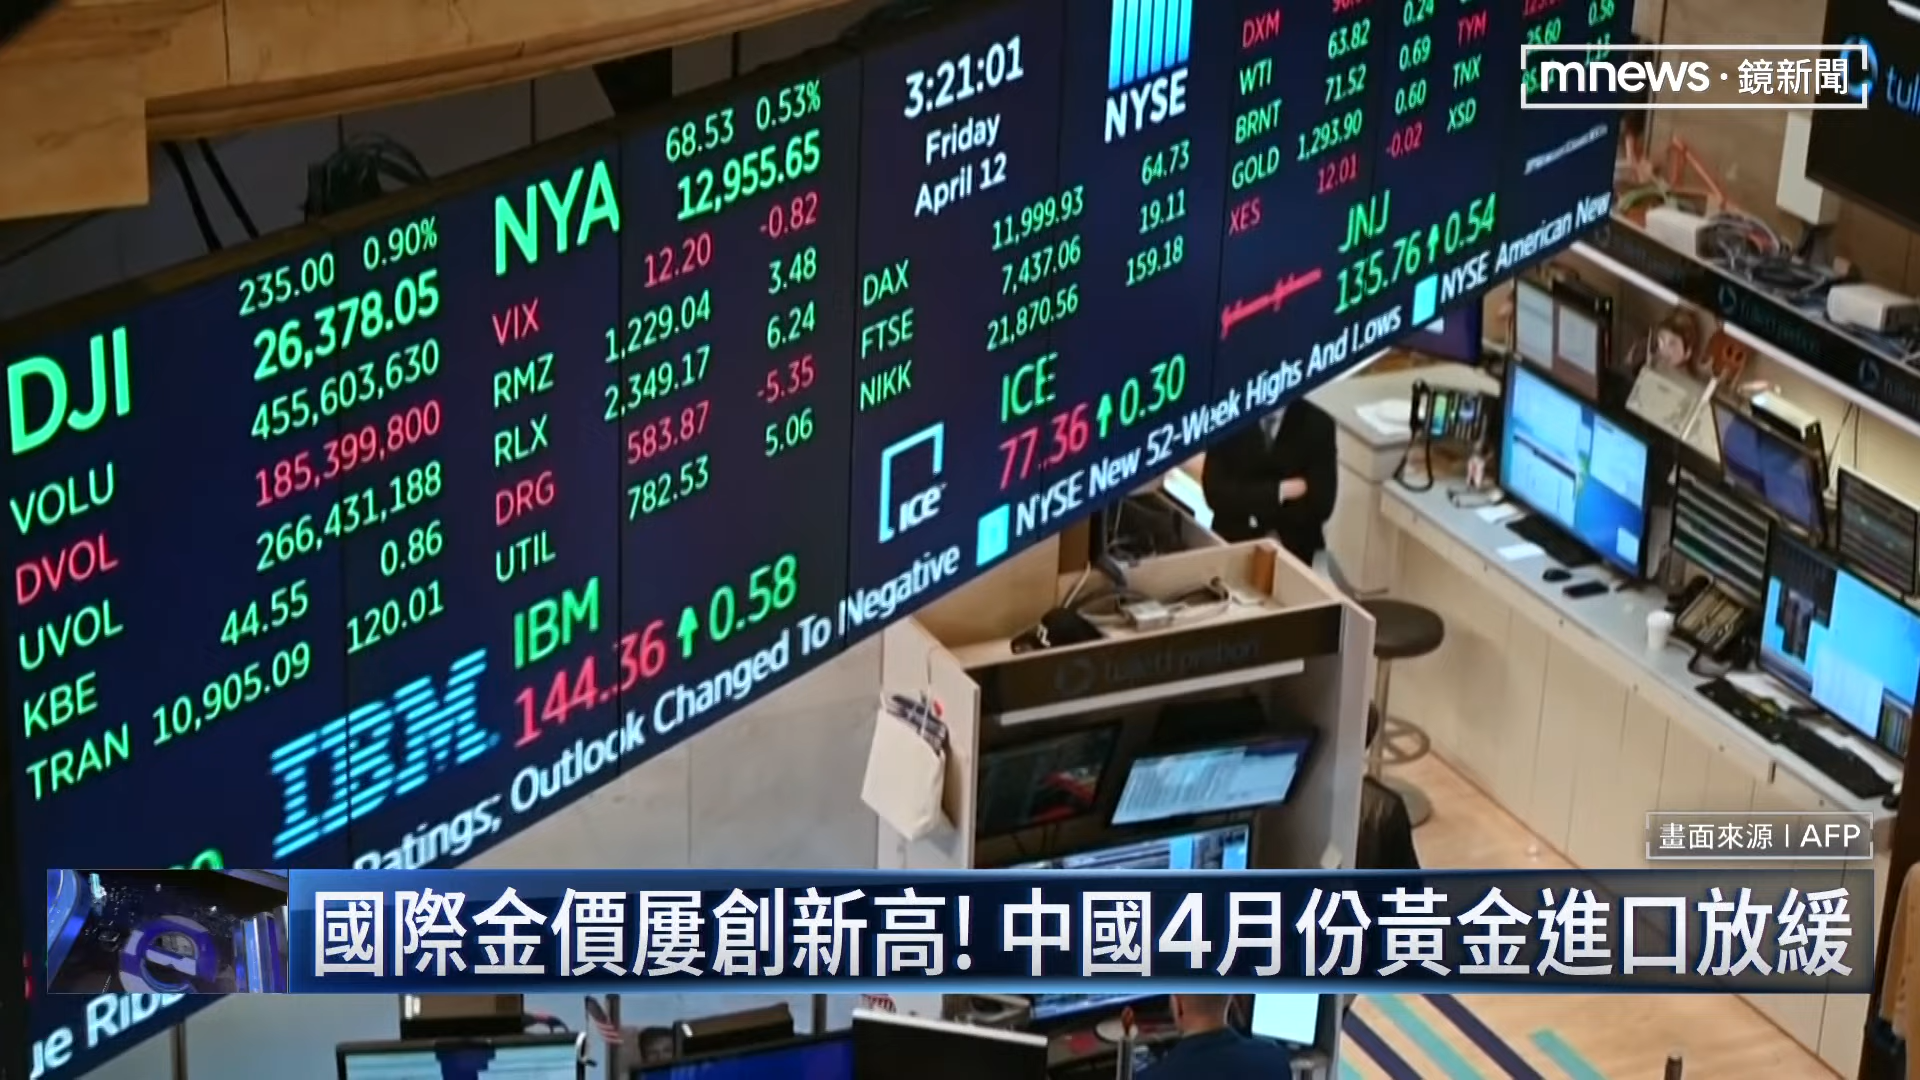 mnews·鏡新聞
DJI
235.00 0.90%
26,378.05
455,603,630
185,399,800
266,431,188
44.55 0.86
10,905.09 120.01
VOLU
DVOL
UVOL
KBE
TRAN
NYA
68.53 0.53%
12,955.65
VIX 12.20 -0.82
RMZ 1,229.04 3.48
RLX 2,349.17 6.24
DRG 583.87 -5.35
UTIL 782.53 5.06
IBM
IBM
144.36 0.58
3:21:01
Friday
April 12
DAX 11,999.93 64.73
FTSE 7,437.06 19.11
NIKK 21,870.56 159.18
ICE
ICE
77.36 0.30
NYSE
DXM
WTI 63.82 0.24
BRNT 71.52 0.69
GOLD 1,293.90 0.60
XES 12.01 -0.02
TYM
TNX
XSD
25.60 0.56
JNJ
135.76 0.54
Ratings; Outlook Changed To Negative
NYSE New 52-Week Highs And Lows
NYSE American New
畫面來源 | AFP
國際金價屢創新高! 中國4月份黃金進口放緩